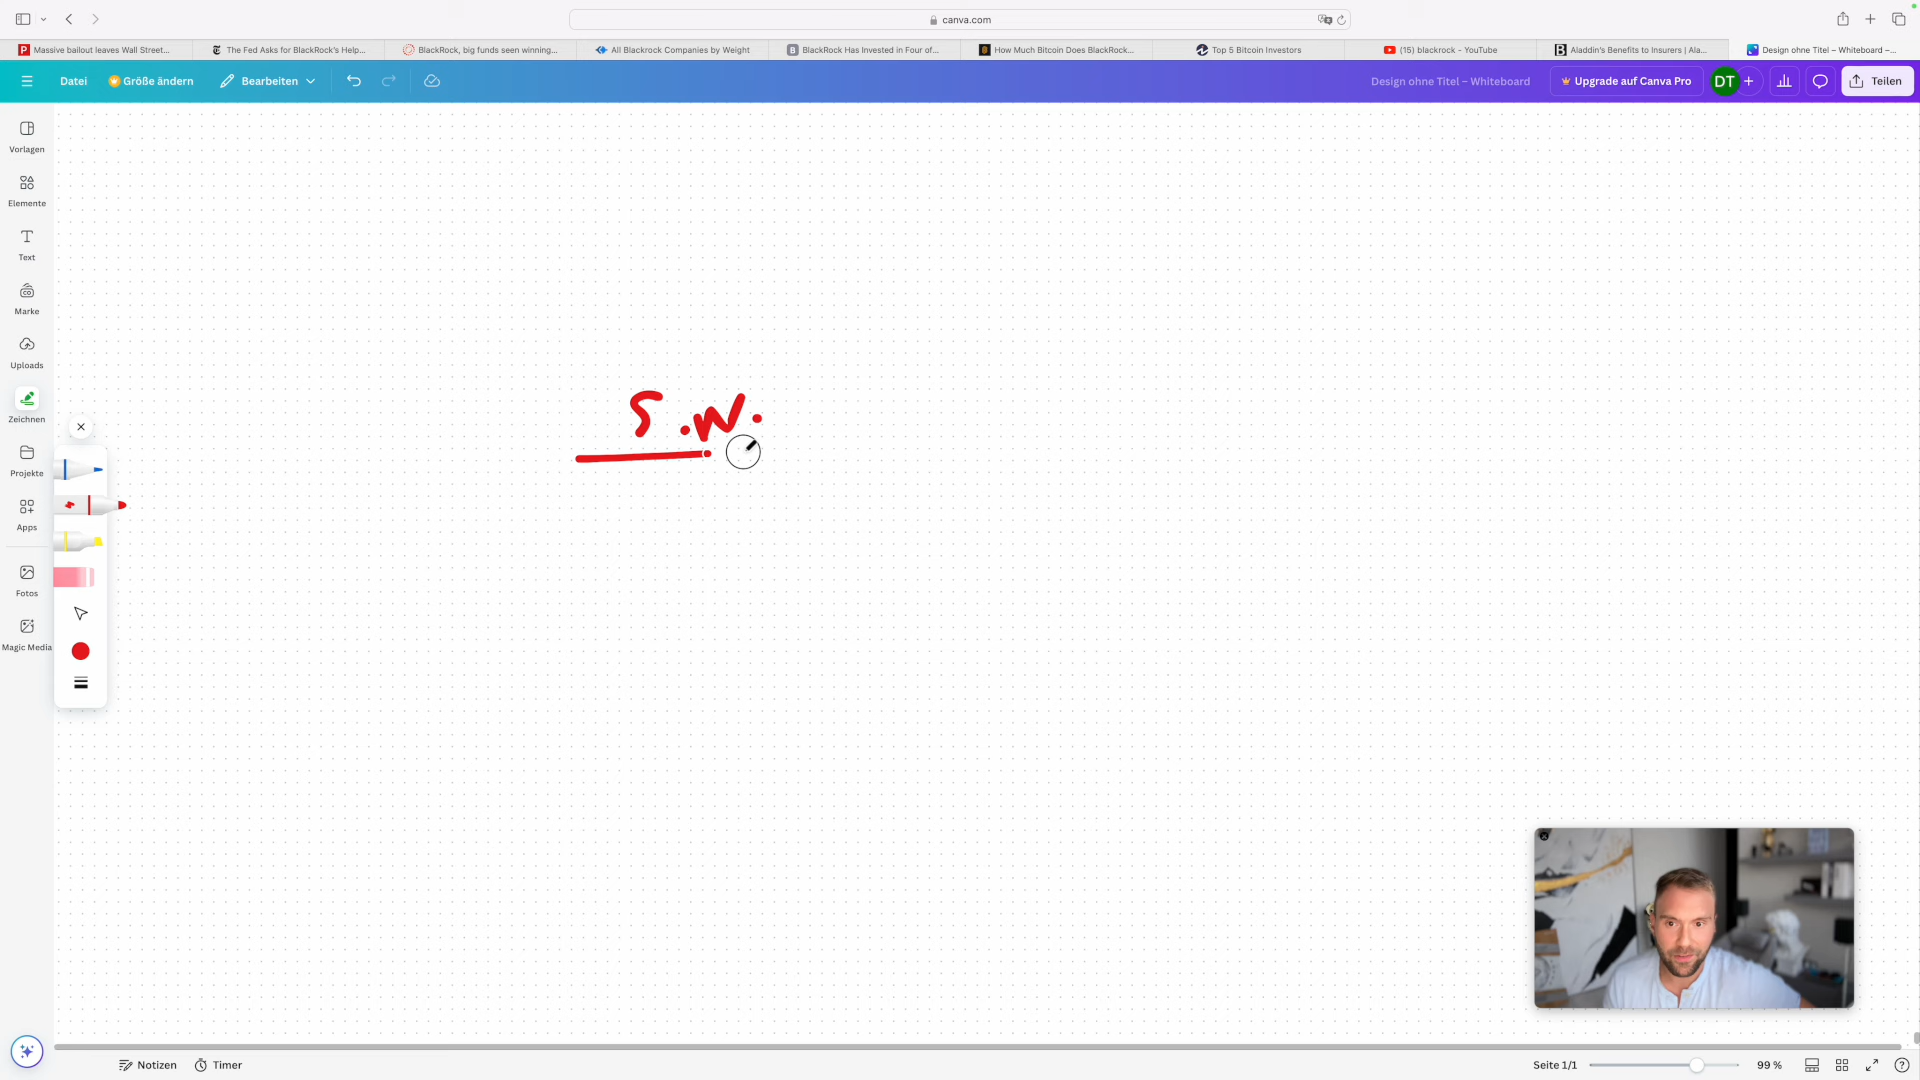 canva.com
Massive bailout leaves Wall Street...
The Fed Asks for BlackRock's Help...
BlackRock, big funds seen winning...
All Blackrock Companies by Weight
BlackRock Has Invested in Four of...
How Much Bitcoin Does BlackRock...
Top 5 Bitcoin Investors
(15) blackrock - YouTube
Aladdin's Benefits to Insurers | Ala...
Design ohne Titel – Whiteboard –...
Datei
Größe ändern
Bearbeiten
Design ohne Titel – Whiteboard
Upgrade auf Canva Pro
DT
Teilen
Vorlagen
Elemente
Text
Marke
Uploads
Zeichnen
Projekte
Apps
Fotos
Magic Media
S.W.
Notizen
Timer
Seite 1/1
99 %